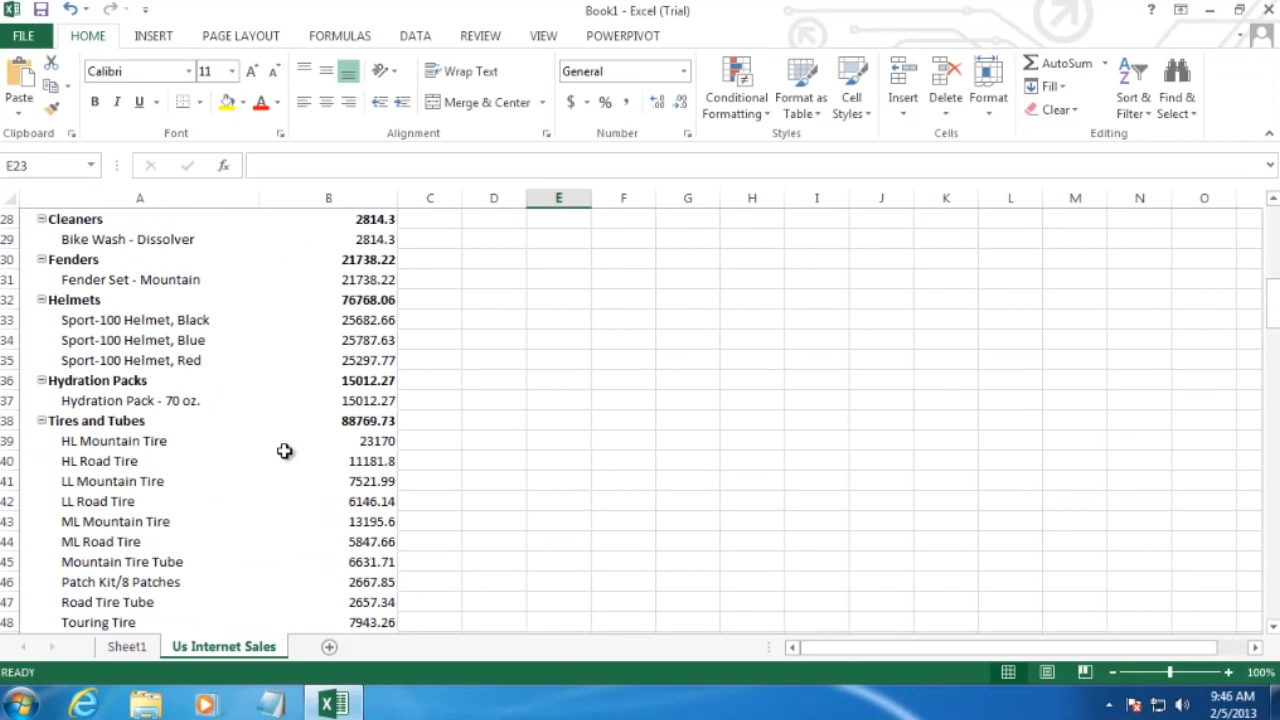 Book1 - Excel (Trial)
FILE HOME INSERT PAGE LAYOUT FORMULAS DATA REVIEW VIEW POWERPIVOT
Paste
Calibri 11
B I U
Wrap Text
Merge & Center
General
$ % ,
Conditional Formatting
Format as Table
Cell Styles
Insert
Delete
Format
AutoSum
Fill
Clear
Sort & Filter
Find & Select
Clipboard Font Alignment Number Styles Cells Editing
E23 fx
A B C D E F G H I J K L M N O
28 Cleaners 2814.3
29 Bike Wash - Dissolver 2814.3
30 Fenders 21738.22
31 Fender Set - Mountain 21738.22
32 Helmets 76768.06
33 Sport-100 Helmet, Black 25682.66
34 Sport-100 Helmet, Blue 25787.63
35 Sport-100 Helmet, Red 25297.77
36 Hydration Packs 15012.27
37 Hydration Pack - 70 oz. 15012.27
38 Tires and Tubes 88769.73
39 HL Mountain Tire 23170
40 HL Road Tire 11181.8
41 LL Mountain Tire 7521.99
42 LL Road Tire 6146.14
43 ML Mountain Tire 13195.6
44 ML Road Tire 5847.66
45 Mountain Tire Tube 6631.71
46 Patch Kit/8 Patches 2667.85
47 Road Tire Tube 2657.34
48 Touring Tire 7943.26
Sheet1 Us Internet Sales
READY 100%
9:46 AM
2/5/2013